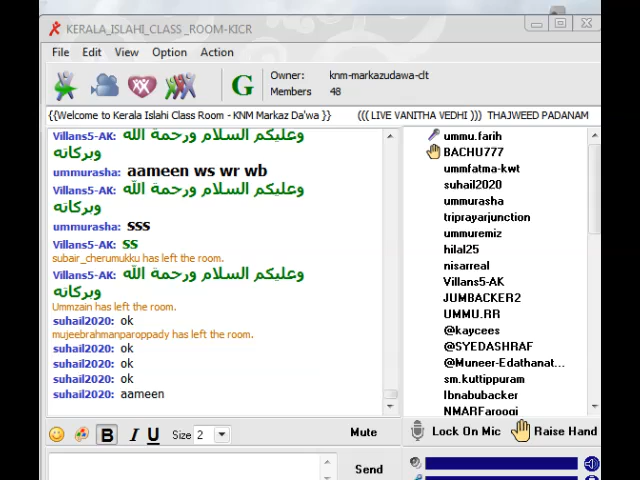 KERALA_ISLAHI_CLASS _ROOM-KICR
File Edit View Option Action
G
Owner: knm-markazudawa-clt
Members 48
{{Welcome to Kerala Islahi Class Room - KNM Markaz Da'wa }} ((( LIVE VANITHA VEDHI ))) THAJWEED PADANAM
Villans5-AK: وعليكم السلام ورحمة الله
وبركاته
ummurasha: aameen ws wr wb
Villans5-AK: وعليكم السلام ورحمة الله
وبركاته
ummurasha: sss
Villans5-AK: ss
subair_cherumukku has left the room.
Villans5-AK: وعليكم السلام ورحمة الله
وبركاته
Ummzain has left the room.
suhail2020: ok
mujeebrahmanparoppady has left the room.
suhail2020: ok
suhail2020: ok
suhail2020: ok
suhail2020: aameen
ummu.farih
BACHU777
ummfatma-kwt
suhail2020
ummurasha
triprayarjunction
ummuremiz
hilal25
nisarreal
Villans5-AK
JUMBACKER2
UMMU.RR
@kaycees
@SYEDASHRAF
@Muneer-Edathanat...
sm.kuttippuram
Ibnabubacker
NMARFarooqi
B I U Size 2 Mute
Lock On Mic Raise Hand
Send